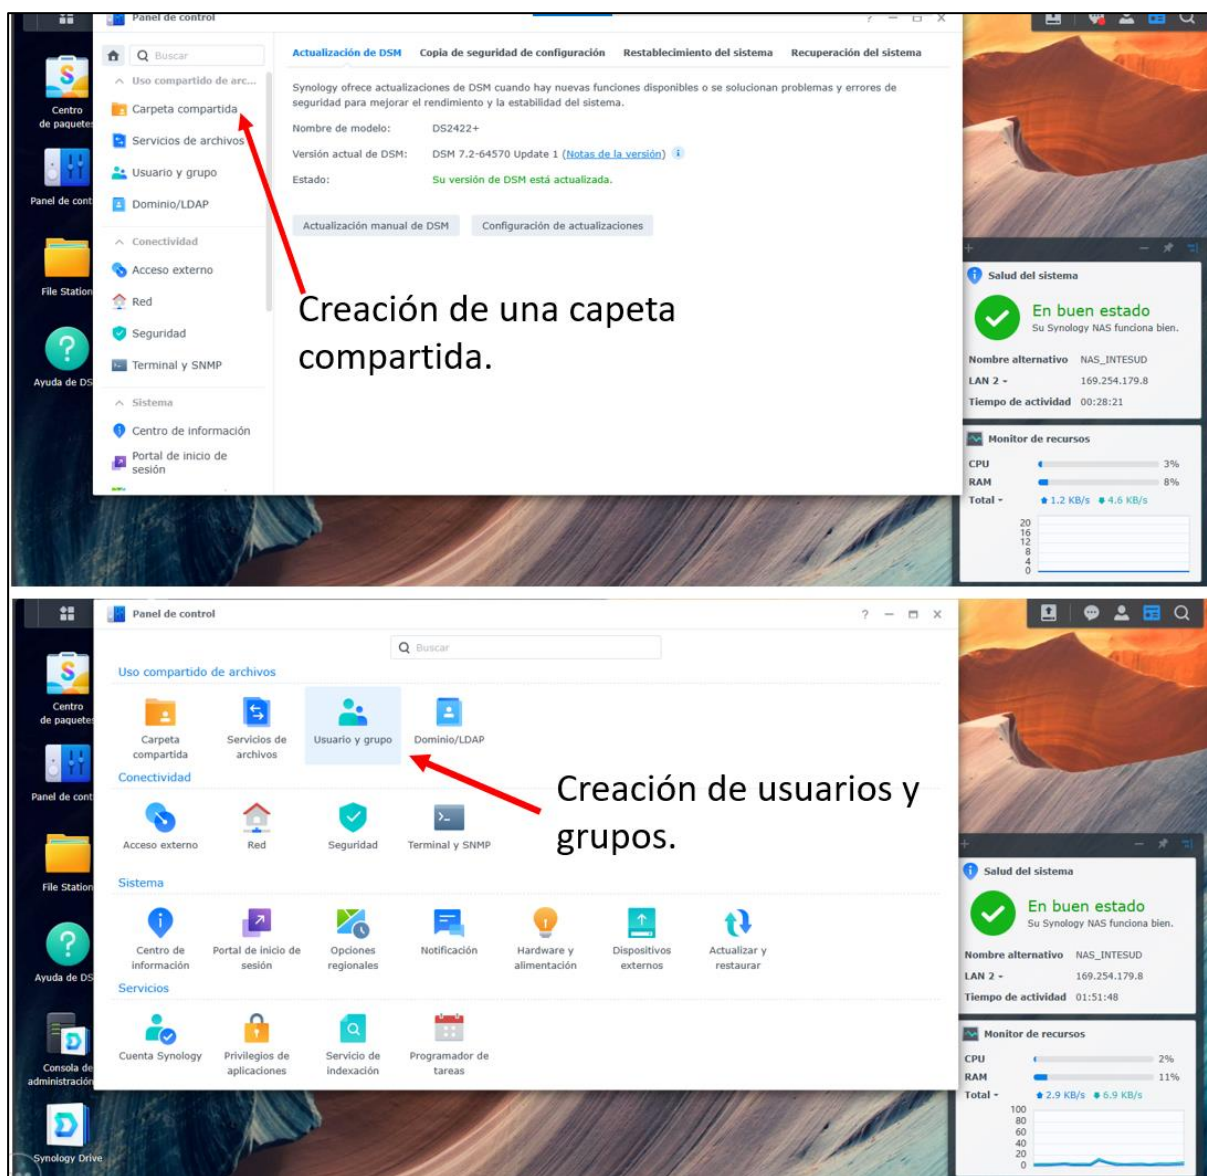 Panel de control
? — X
Buscar
Uso compartido de arc...
Carpeta compartida
Servicios de archivos
Usuario y grupo
Dominio/LDAP
Conectividad
Acceso externo
Red
Seguridad
Terminal y SNMP
Sistema
Centro de información
Portal de inicio de
sesión
Actualización de DSM Copia de seguridad de configuración Restablecimiento del sistema Recuperación del sistema
Synology ofrece actualizaciones de DSM cuando hay nuevas funciones disponibles o se solucionan problemas y errores de
seguridad para mejorar el rendimiento y la estabilidad del sistema.
Nombre de modelo: DS2422+
Versión actual de DSM: DSM 7.2-64570 Update 1 (Notas de la versión)
Estado: Su versión de DSM está actualizada.
Actualización manual de DSM Configuración de actualizaciones
Creación de una capeta
compartida.
Centro
de paquetes
Panel de cont
File Station
Ayuda de DS
Salud del sistema
En buen estado
Su Synology NAS funciona bien.
Nombre alternativo NAS_INTESUD
LAN 2 169.254.179.8
Tiempo de actividad 00:28:21
Monitor de recursos
CPU 3%
RAM 8%
Total 1.2 KB/s 4.6 KB/s
20
16
12
8
4
0
Panel de control
? — X
Buscar
Uso compartido de archivos
Carpeta
compartida
Servicios de
archivos
Usuario y grupo
Dominio/LDAP
Conectividad
Acceso externo
Red
Seguridad
Terminal y SNMP
Creación de usuarios y
grupos.
Sistema
Centro de
información
Portal de inicio de
sesión
Opciones
regionales
Notificación
Hardware y
alimentación
Dispositivos
externos
Actualizar y
restaurar
Servicios
Cuenta Synology
Privilegios de
aplicaciones
Servicio de
indexación
Programador de
tareas
Centro
de paquetes
Panel de cont
File Station
Ayuda de DS
Consola de
administración
Synology Drive
Salud del sistema
En buen estado
Su Synology NAS funciona bien.
Nombre alternativo NAS_INTESUD
LAN 2 169.254.179.8
Tiempo de actividad 01:51:48
Monitor de recursos
CPU 2%
RAM 11%
Total 2.9 KB/s 6.9 KB/s
100
80
60
40
20
0